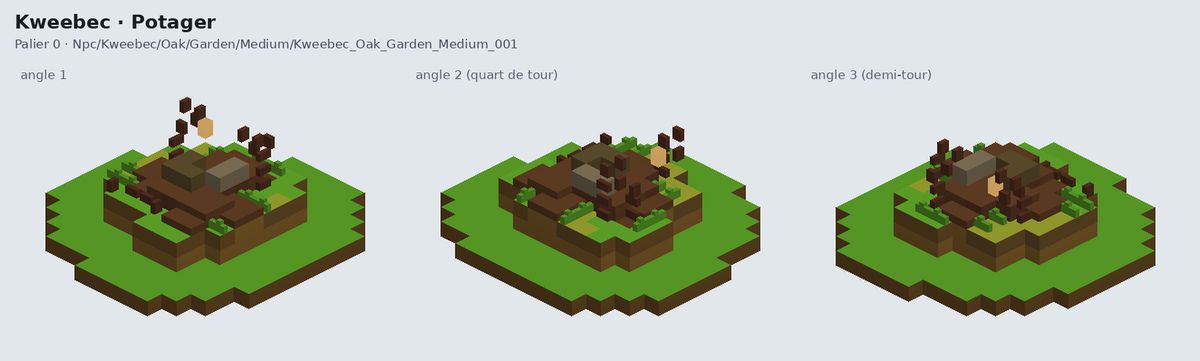 Kweebec · Potager
Palier 0 · Npc/Kweebec/Oak/Garden/Medium/Kweebec_Oak_Garden_Medium_001
angle 1
angle 2 (quart de tour)
angle 3 (demi-tour)